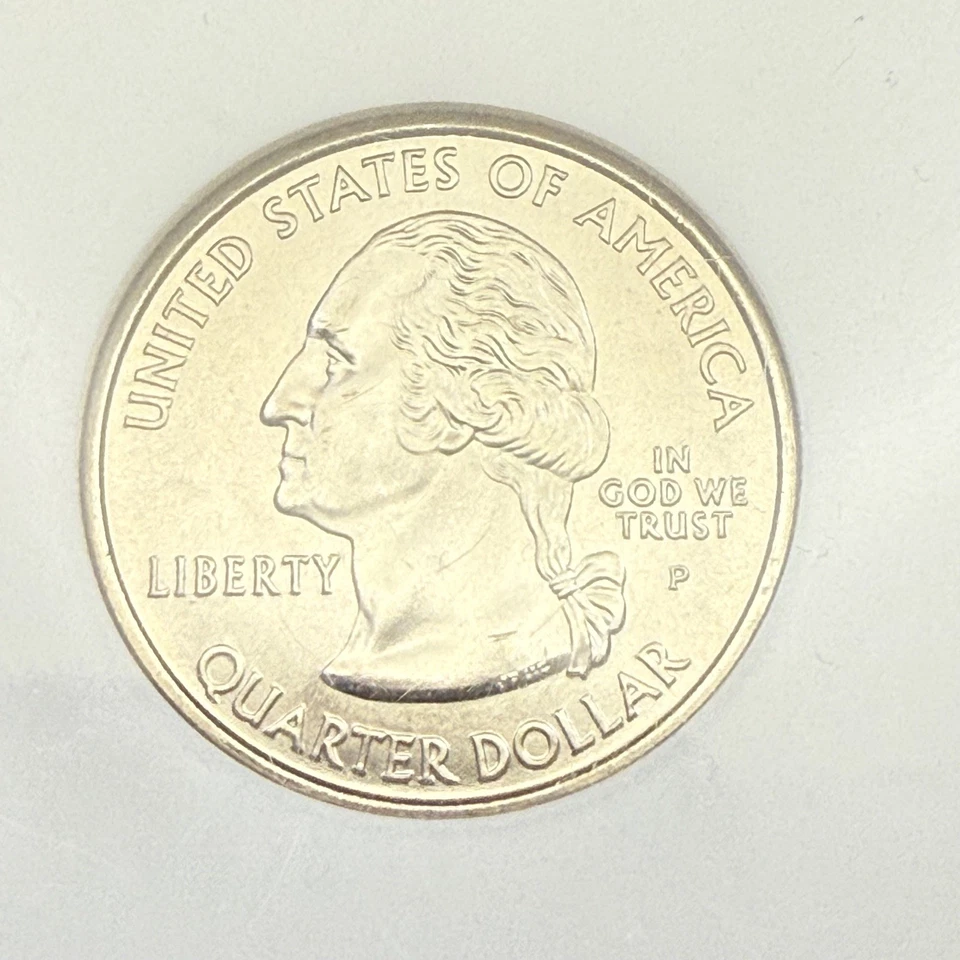 UNITED STATES OF AMERICA
IN
GOD WE
TRUST
LIBERTY
P
QUARTER DOLLAR